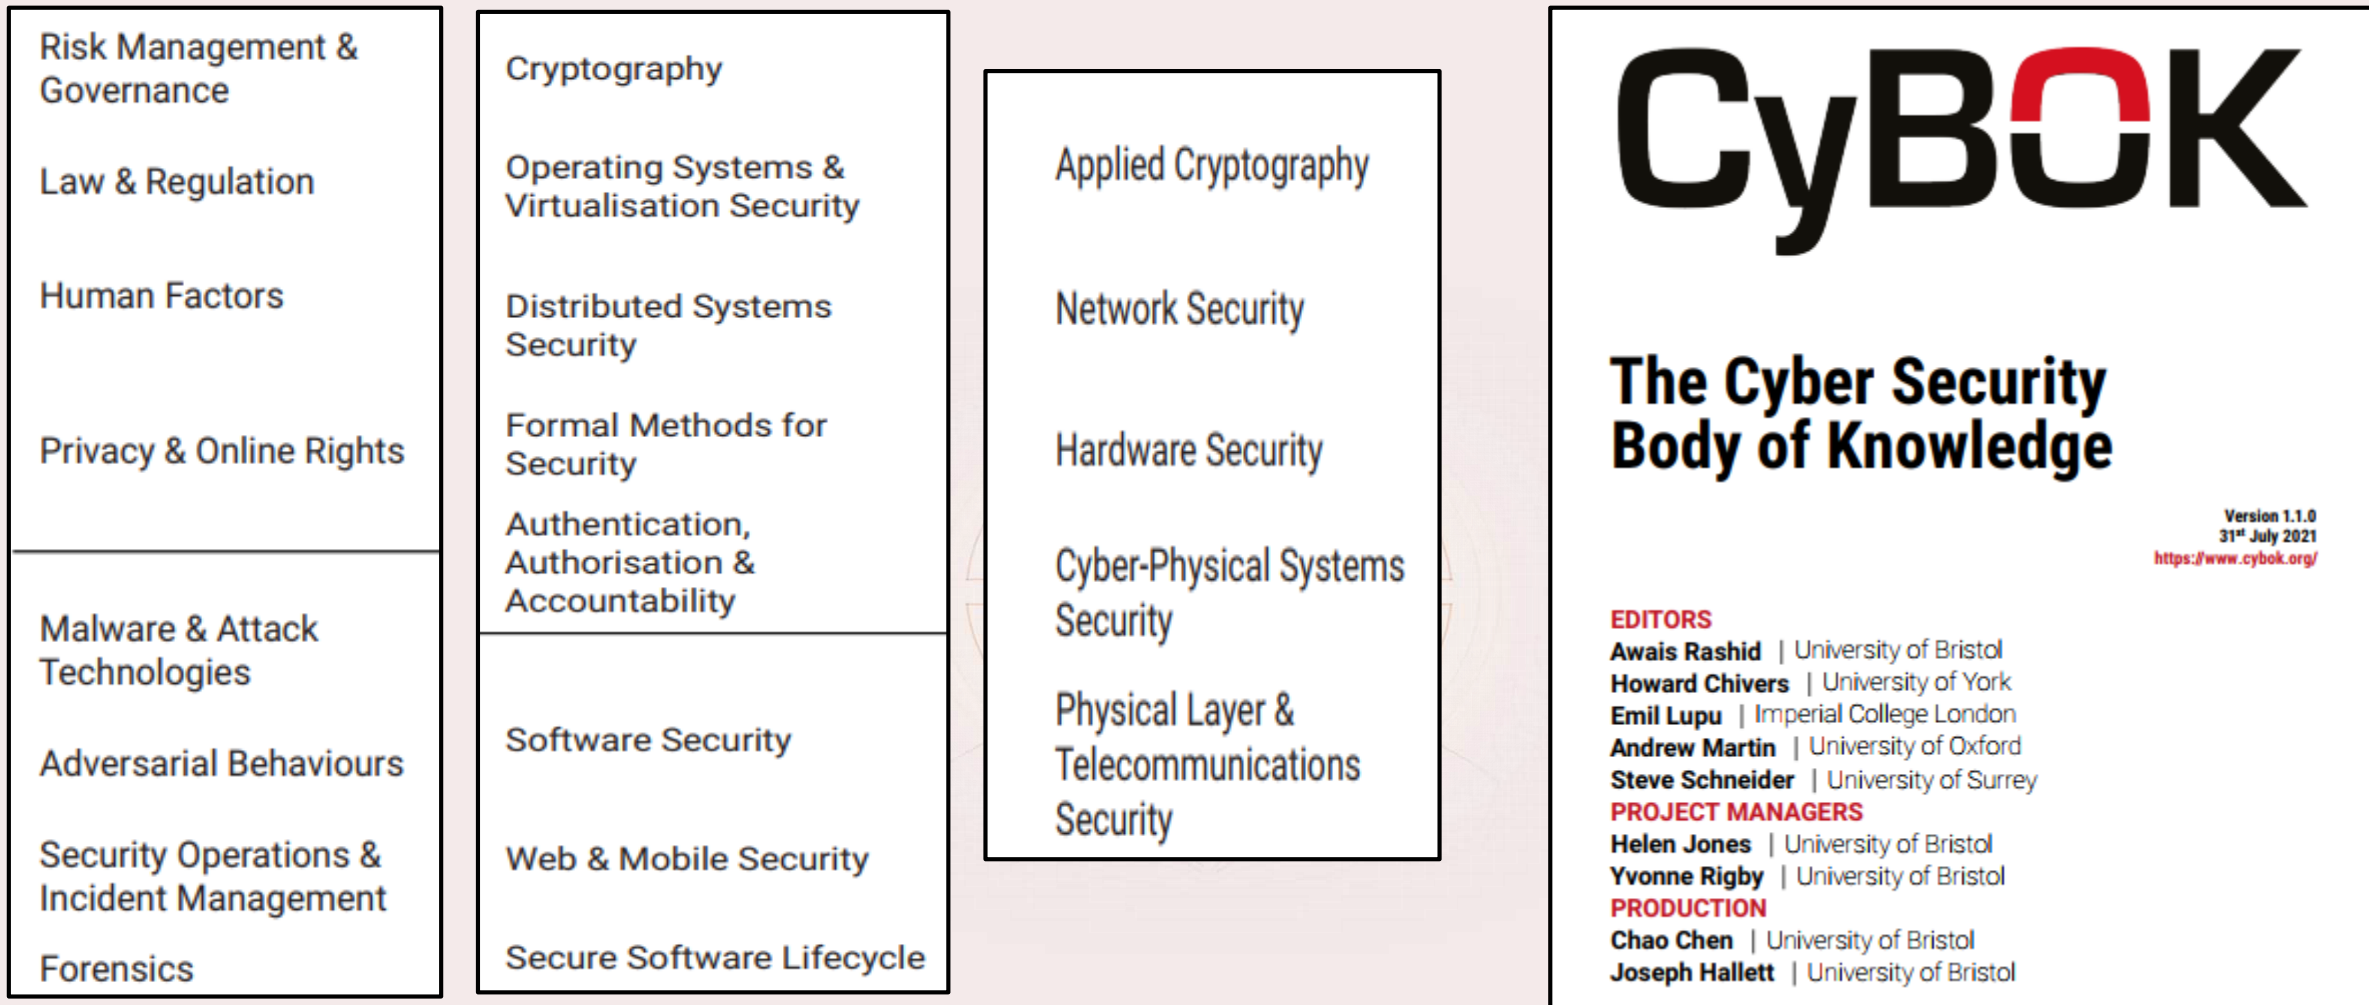 Risk Management &
Governance
Law & Regulation
Human Factors
Privacy & Online Rights
Malware & Attack
Technologies
Adversarial Behaviours
Security Operations &
Incident Management
Forensics
Cryptography
Operating Systems &
Virtualisation Security
Distributed Systems
Security
Formal Methods for
Security
Authentication,
Authorisation &
Accountability
Software Security
Web & Mobile Security
Secure Software Lifecycle
Applied Cryptography
Network Security
Hardware Security
Cyber-Physical Systems
Security
Physical Layer &
Telecommunications
Security
CyBOK
The Cyber Security
Body of Knowledge
Version 1.1.0
31st July 2021
https://www.cybok.org/
EDITORS
Awais Rashid | University of Bristol
Howard Chivers | University of York
Emil Lupu | Imperial College London
Andrew Martin | University of Oxford
Steve Schneider | University of Surrey
PROJECT MANAGERS
Helen Jones | University of Bristol
Yvonne Rigby | University of Bristol
PRODUCTION
Chao Chen | University of Bristol
Joseph Hallett | University of Bristol